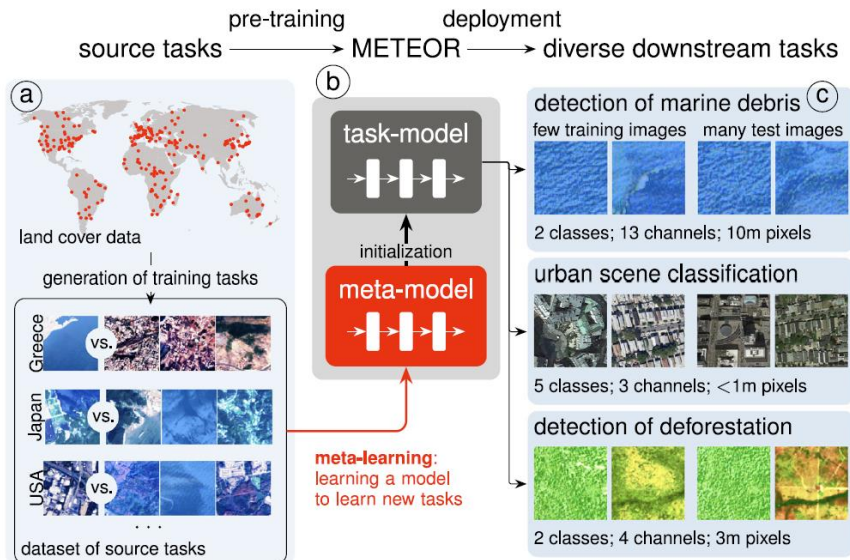 pre-training
deployment
source tasks
METEOR
diverse downstream tasks
a
land cover data
generation of training tasks
Greece
vs.
Japan
vs.
USA
vs.
. . .
dataset of source tasks
b
task-model
initialization
meta-model
meta-learning:
learning a model
to learn new tasks
c
detection of marine debris
few training images
many test images
2 classes; 13 channels; 10m pixels
urban scene classification
5 classes; 3 channels; <1m pixels
detection of deforestation
2 classes; 4 channels; 3m pixels